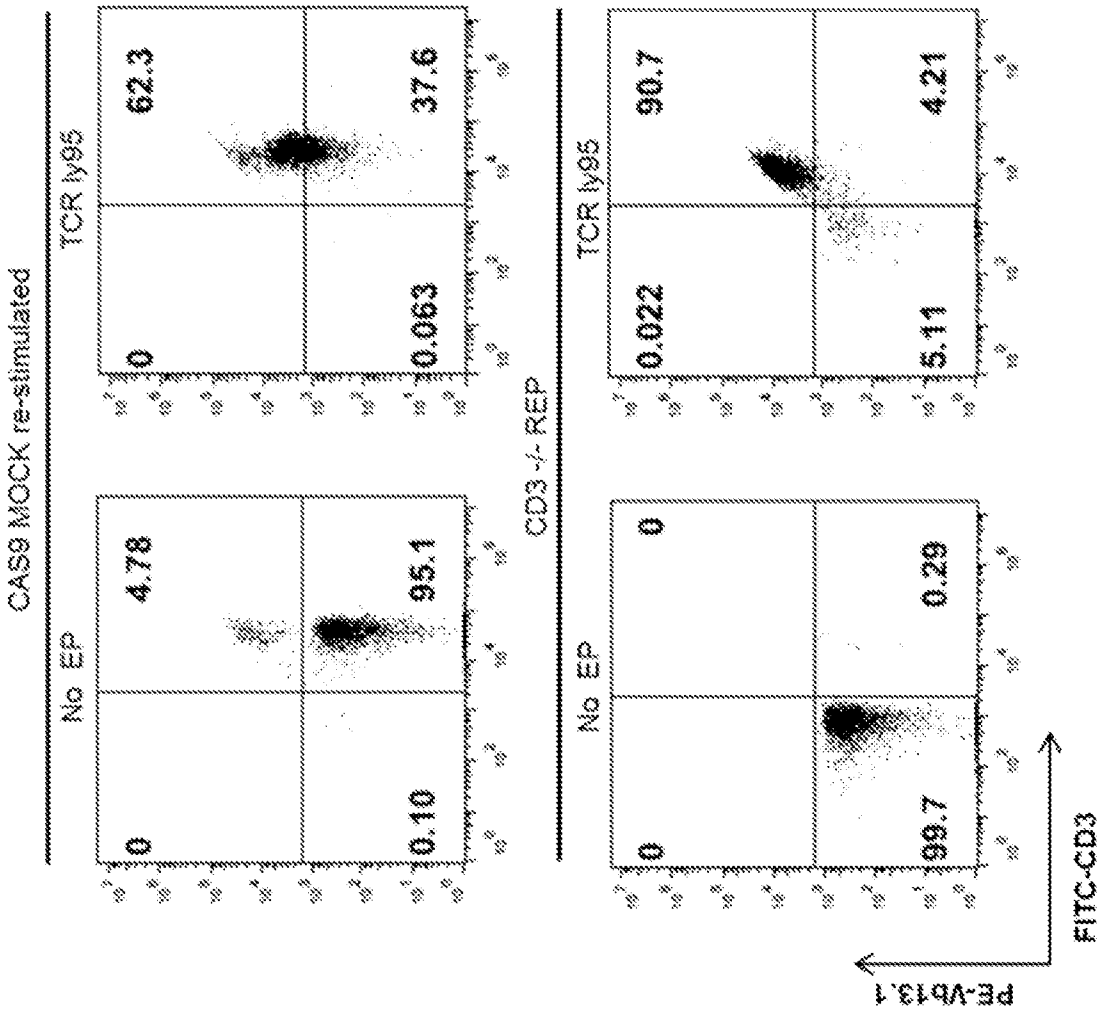 CAS9 MOCK re-stimulated
No EP
TCR ly95
0
4.78
0.10
95.1
0
62.3
0.063
37.6
CD3 -/- REP
No EP
TCR ly95
0
0
99.7
0.29
0.022
90.7
5.11
4.21
PE-Vb13.1
FITC-CD3